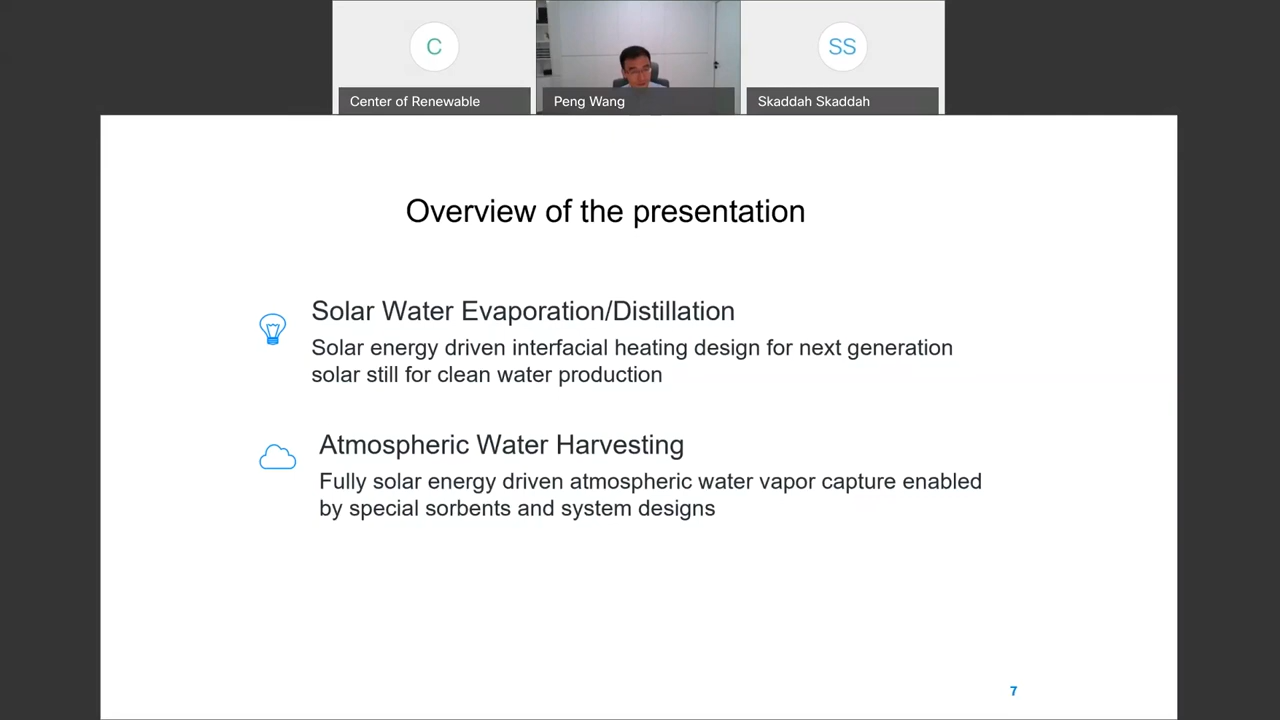 C
SS
Center of Renewable
Peng Wang
Skaddah Skaddah
Overview of the presentation
Solar Water Evaporation/Distillation
Solar energy driven interfacial heating design for next generation
solar still for clean water production
Atmospheric Water Harvesting
Fully solar energy driven atmospheric water vapor capture enabled
by special sorbents and system designs
7